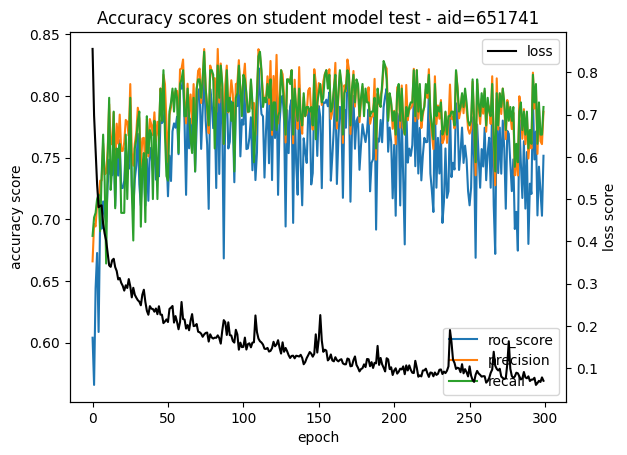 Accuracy scores on student model test - aid=651741
loss
0.85
0.80
0.75
0.70
0.65
0.60
accuracy score
0.8
0.7
0.6
0.5
0.4
0.3
0.2
0.1
loss score
roc_score
precision
recall
0
50
100
150
200
250
300
epoch